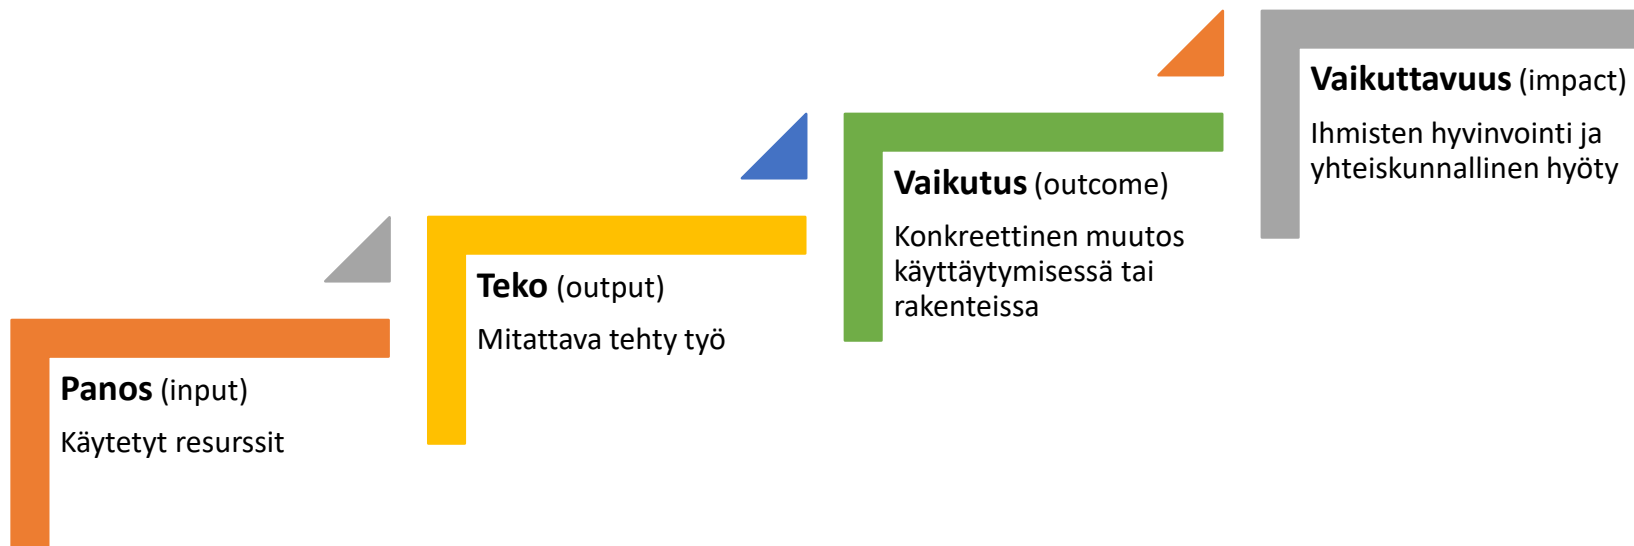 Panos (input)
Käytetyt resurssit
Teko (output)
Mitattava tehty työ
Vaikutus (outcome)
Konkreettinen muutos
käyttäytymisessä tai
rakenteissa
Vaikuttavuus (impact)
Ihmisten hyvinvointi ja
yhteiskunnallinen hyöty